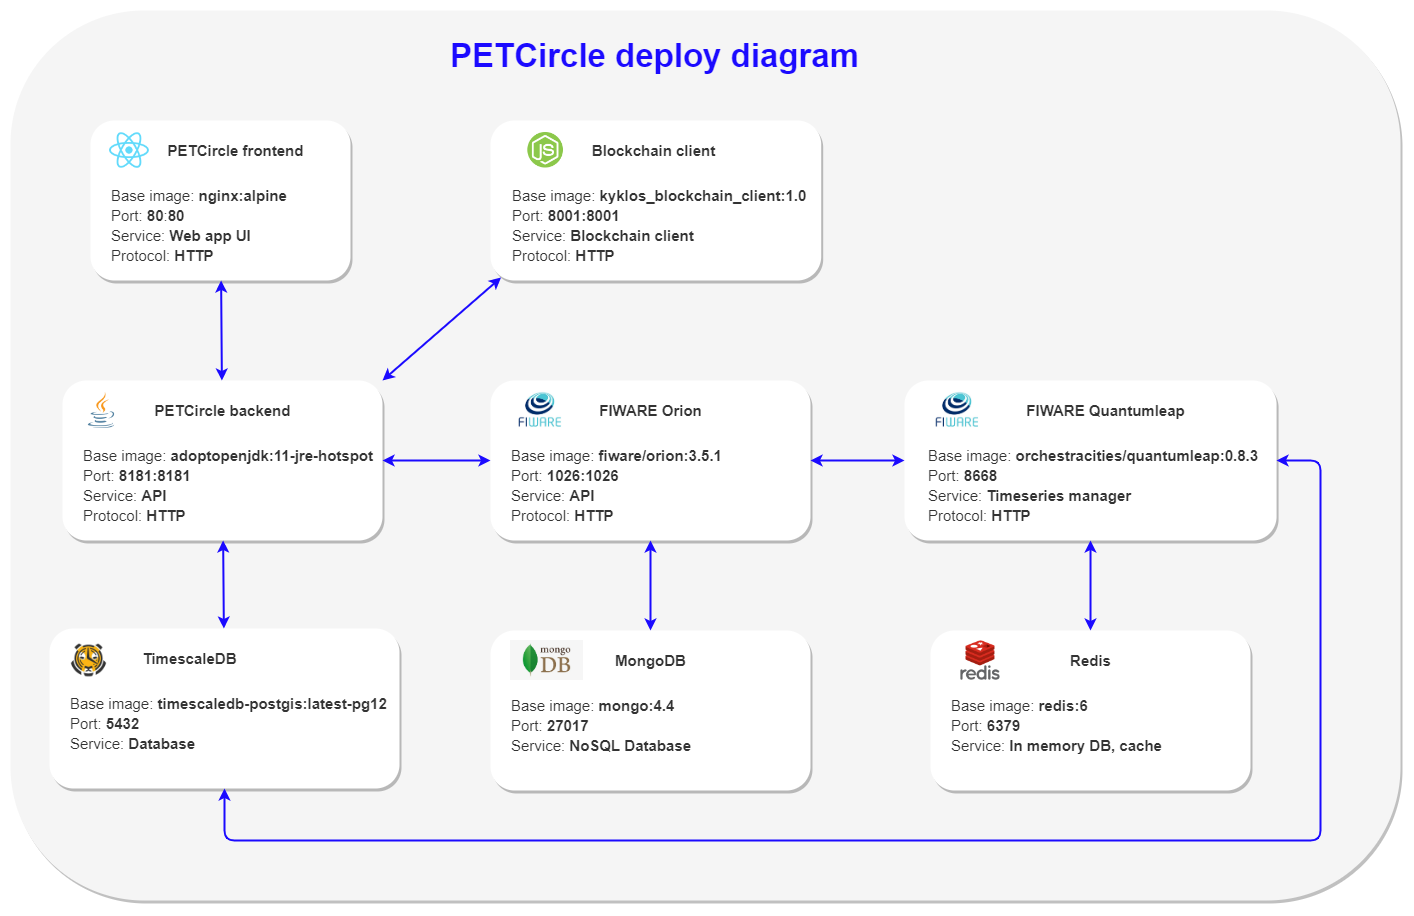 PETCircle deploy diagram
PETCircle frontend
Base image: nginx:alpine
Port: 80:80
Service: Web app UI
Protocol: HTTP
JS
Blockchain client
Base image: kyklos_blockchain_client:1.0
Port: 8001:8001
Service: Blockchain client
Protocol: HTTP
PETCircle backend
Base image: adoptopenjdk:11-jre-hotspot
Port: 8181:8181
Service: API
Protocol: HTTP
FIWARE
FIWARE Orion
Base image: fiware/orion:3.5.1
Port: 1026:1026
Service: API
Protocol: HTTP
FIWARE
FIWARE Quantumleap
Base image: orchestracities/quantumleap:0.8.3
Port: 8668
Service: Timeseries manager
Protocol: HTTP
TimescaleDB
Base image: timescaledb-postgis:latest-pg12
Port: 5432
Service: Database
mongo
DB
MongoDB
Base image: mongo:4.4
Port: 27017
Service: NoSQL Database
redis
Redis
Base image: redis:6
Port: 6379
Service: In memory DB, cache